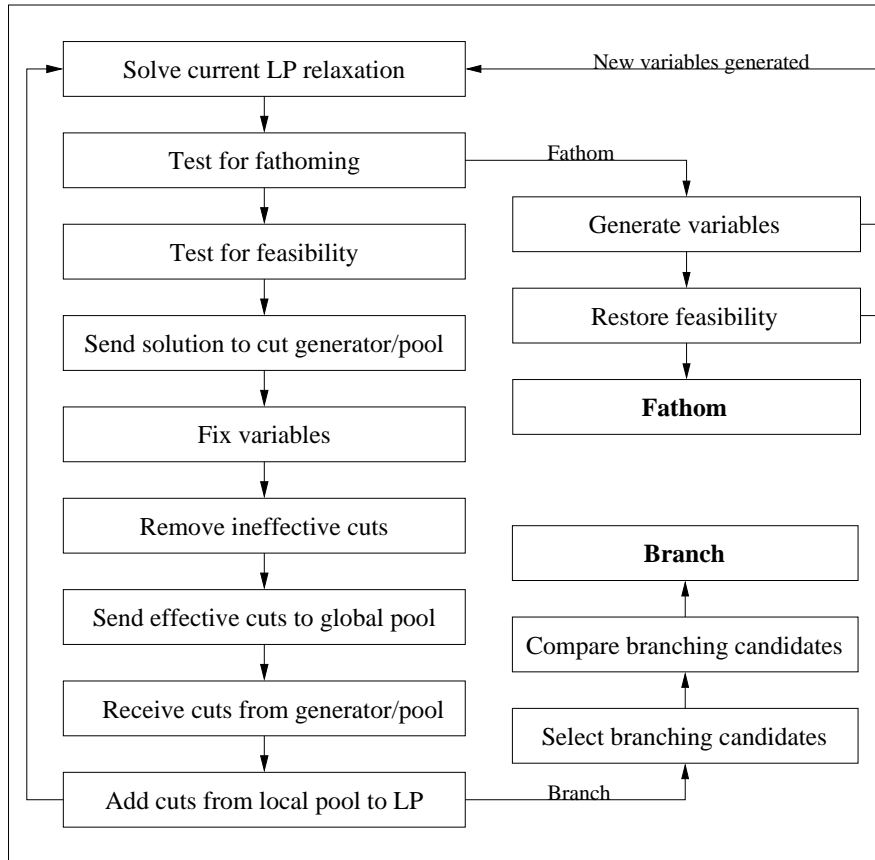 Solve current LP relaxation
New variables generated
Test for fathoming
Fathom
Generate variables
Test for feasibility
Restore feasibility
Send solution to cut generator/pool
Fathom
Fix variables
Remove ineffective cuts
Branch
Send effective cuts to global pool
Compare branching candidates
Receive cuts from generator/pool
Select branching candidates
Add cuts from local pool to LP
Branch